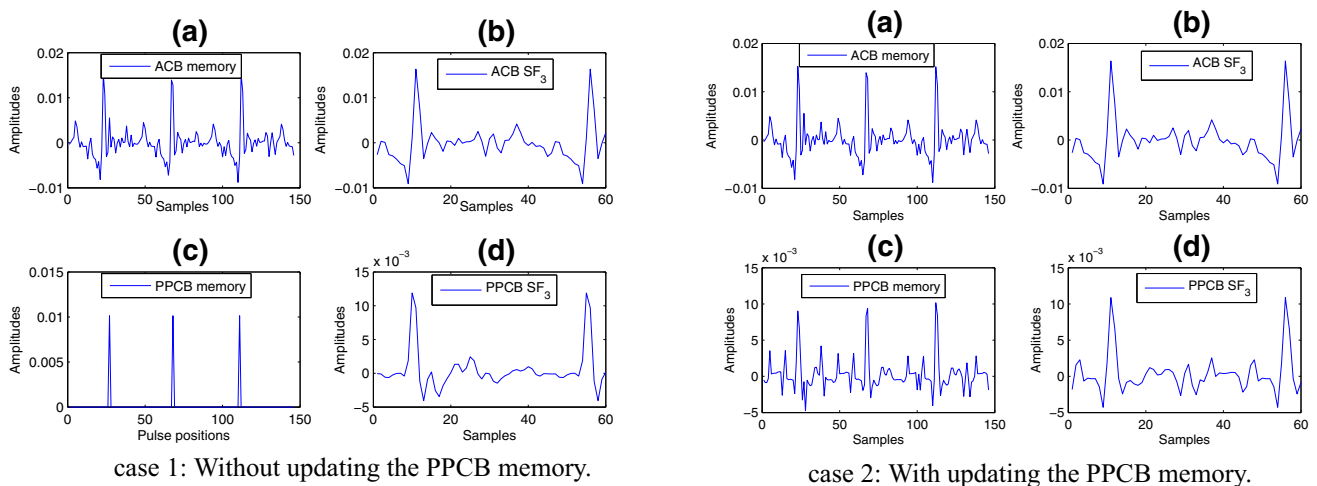 (a)
0.02
0.01
0
−0.01
Amplitudes
ACB memory
0 50 100 150
Samples
(b)
0.02
0.01
0
−0.01
Amplitudes
ACB SF3
0 20 40 60
Samples
(c)
0.015
0.01
0.005
0
Amplitudes
PPCB memory
0 50 100 150
Pulse positions
(d)
x 10−3
15
10
5
0
−5
Amplitudes
PPCB SF3
0 20 40 60
Samples
case 1: Without updating the PPCB memory.
(a)
0.02
0.01
0
−0.01
Amplitudes
ACB memory
0 50 100 150
Samples
(b)
0.02
0.01
0
−0.01
Amplitudes
ACB SF3
0 20 40 60
Samples
(c)
x 10−3
15
10
5
0
−5
Amplitudes
PPCB memory
0 50 100 150
Samples
(d)
x 10−3
15
10
5
0
−5
Amplitudes
PPCB SF3
0 20 40 60
Samples
case 2: With updating the PPCB memory.